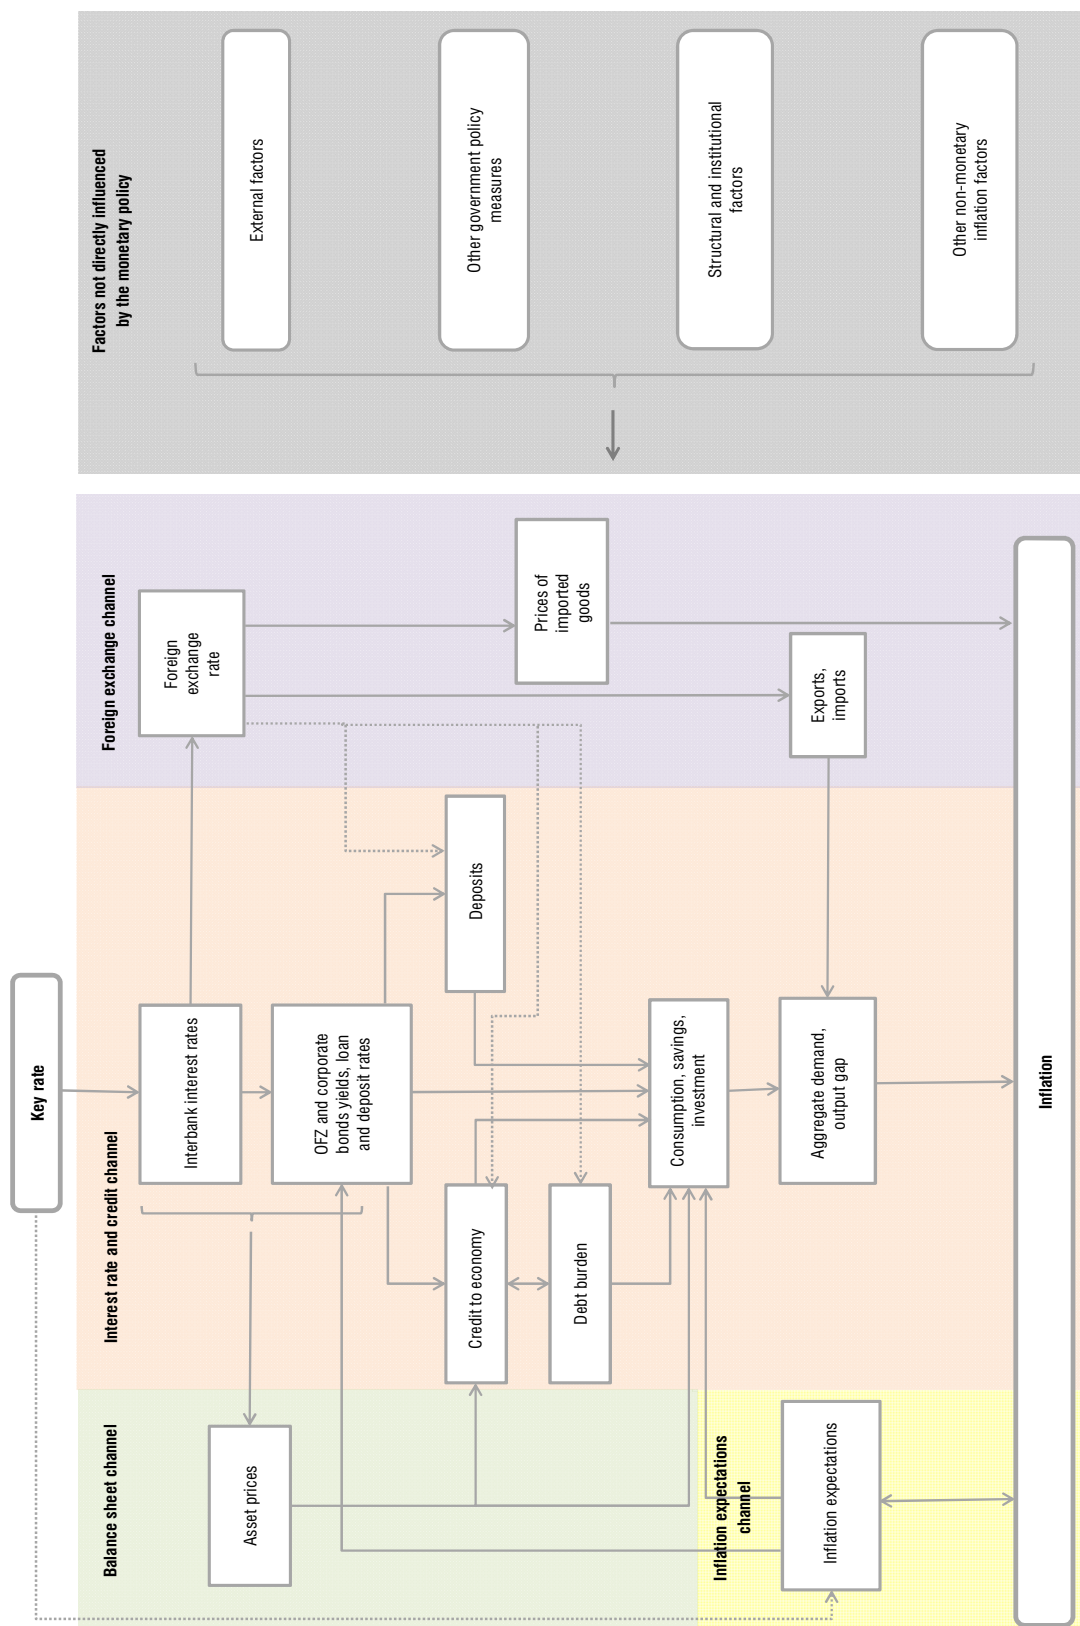 Key rate
Balance sheet channel
Interest rate and credit channel
Foreign exchange channel
Factors not directly influenced
by the monetary policy
Asset prices
Interbank interest rates
Foreign
exchange
rate
External factors
OFZ and corporate
bonds yields, loan
and deposit rates
Other government policy
measures
Credit to economy
Deposits
Prices of
imported
goods
Debt burden
Structural and institutional
factors
Consumption, savings,
investment
Inflation expectations
channel
Inflation expectations
Aggregate demand,
output gap
Exports,
imports
Other non-monetary
inflation factors
Inflation